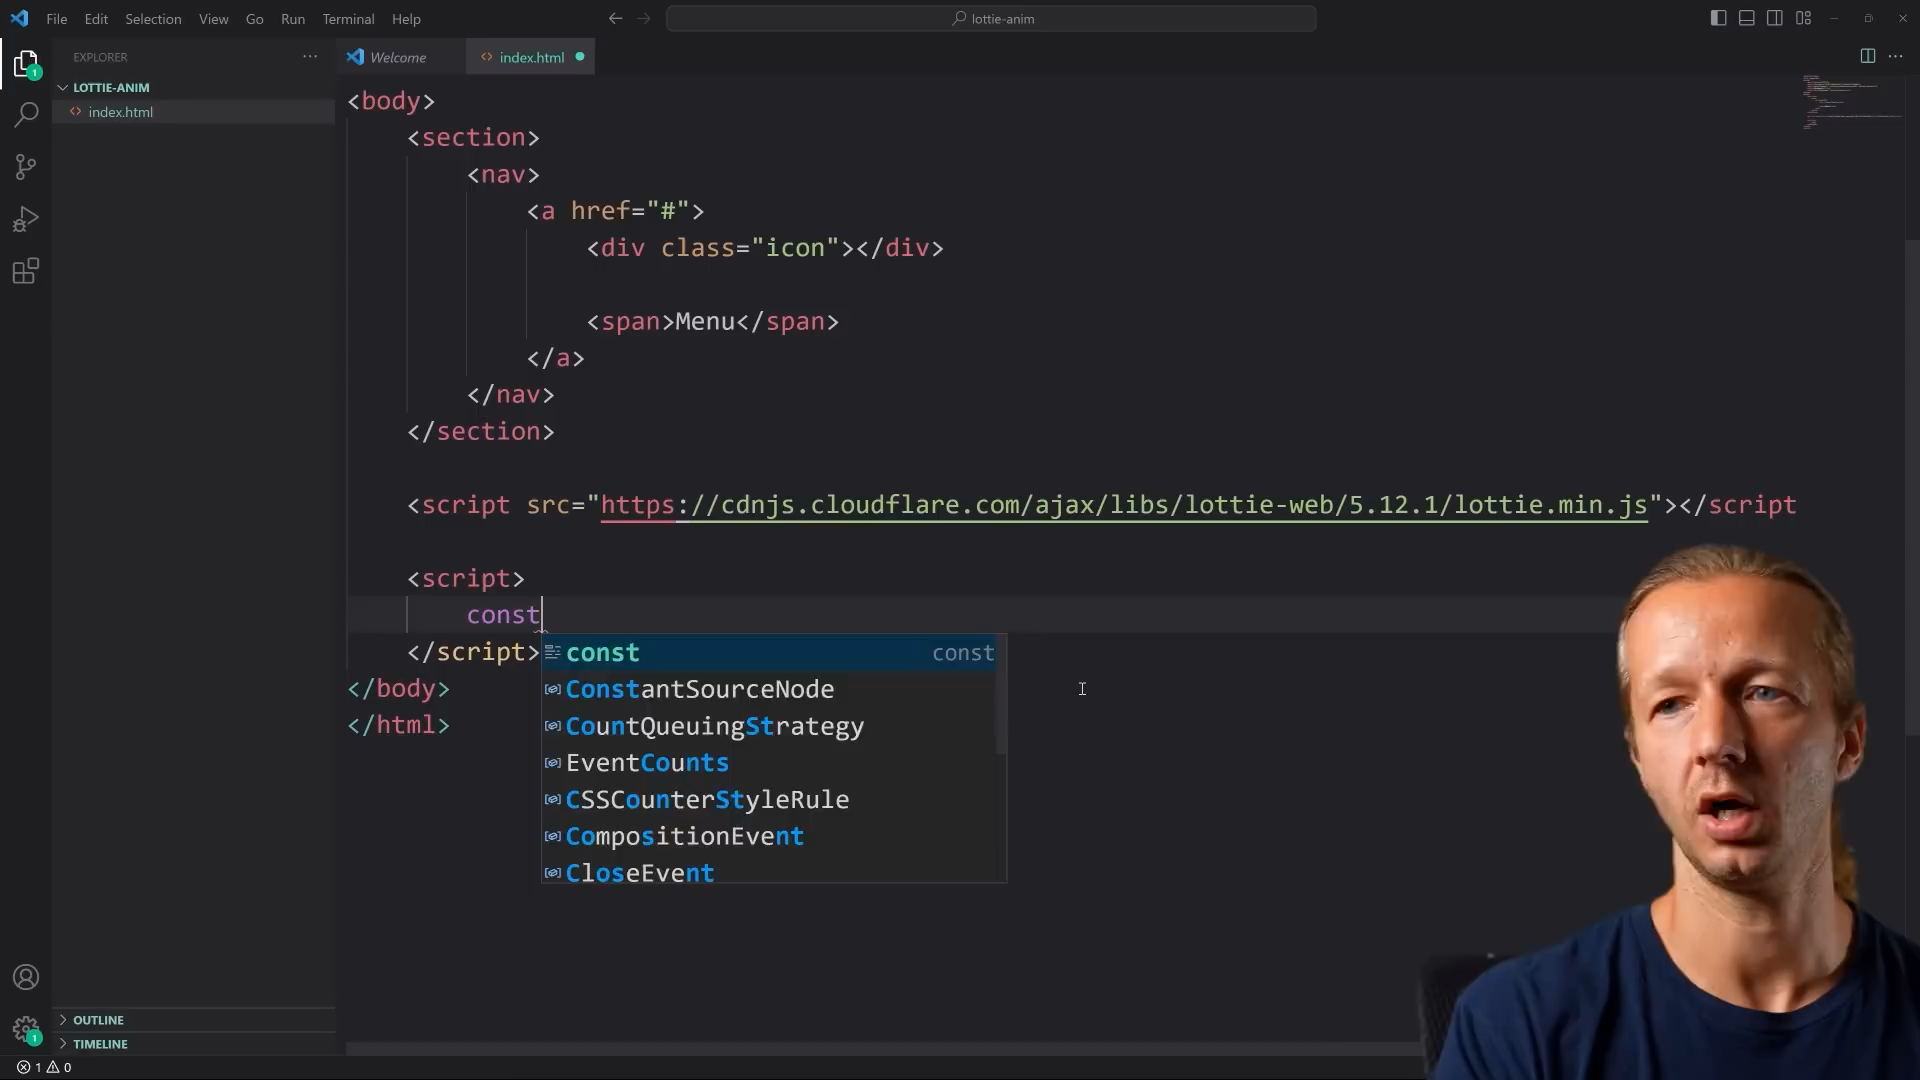 File Edit Selection View Go Run Terminal Help
lottie-anim
EXPLORER
Welcome
index.html
LOTTIE-ANIM
index.html
<body>
<section>
<nav>
<a href="#">
<div class="icon"></div>
<span>Menu</span>
</a>
</nav>
</section>
<script src="https://cdnjs.cloudflare.com/ajax/libs/lottie-web/5.12.1/lottie.min.js"></script
<script>
const
</script>
</body>
</html>
const const
ConstantSourceNode
CountQueuingStrategy
EventCounts
CSSCounterStyleRule
CompositionEvent
CloseEvent
1
1
OUTLINE
TIMELINE
1 0